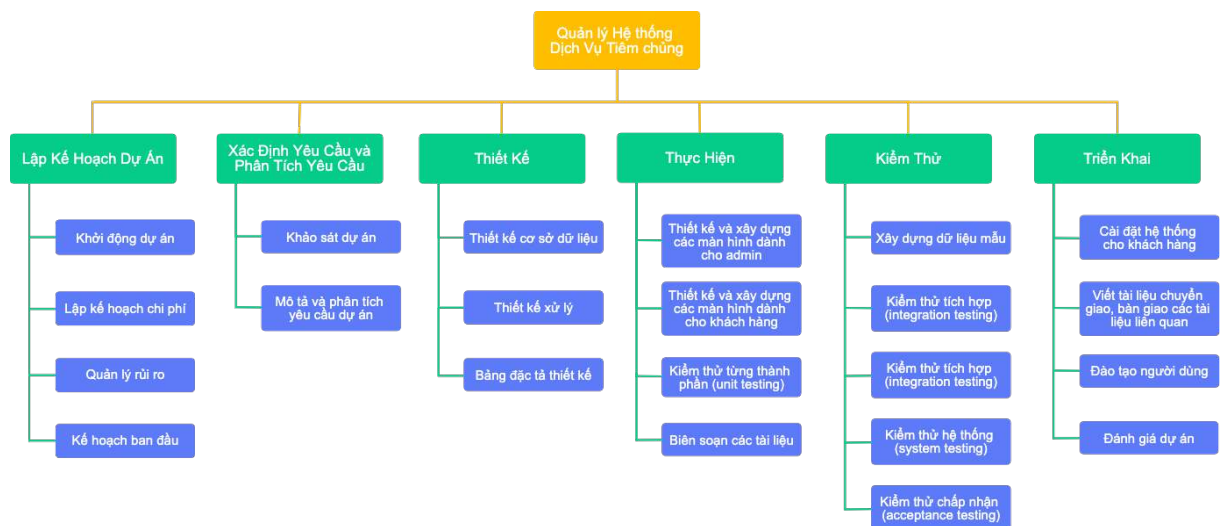 Quản lý Hệ thống
Dịch Vụ Tiêm chủng
Lập Kế Hoạch Dự Án
Khởi động dự án
Lập kế hoạch chi phí
Quản lý rủi ro
Kế hoạch ban đầu
Xác Định Yêu Cầu và
Phân Tích Yêu Cầu
Khảo sát dự án
Mô tả và phân tích
yêu cầu dự án
Thiết Kế
Thiết kế cơ sở dữ liệu
Thiết kế xử lý
Bảng đặc tả thiết kế
Thực Hiện
Thiết kế và xây dựng
các màn hình dành
cho admin
Thiết kế và xây dựng
các màn hình dành
cho khách hàng
Kiểm thử từng thành
phần (unit testing)
Biên soạn các tài liệu
Kiểm Thử
Xây dựng dữ liệu mẫu
Kiểm thử tích hợp
(integration testing)
Kiểm thử tích hợp
(integration testing)
Kiểm thử hệ thống
(system testing)
Kiểm thử chấp nhận
(acceptance testing)
Triển Khai
Cài đặt hệ thống
cho khách hàng
Viết tài liệu chuyển
giao, bàn giao các tài
liệu liên quan
Đào tạo người dùng
Đánh giá dự án